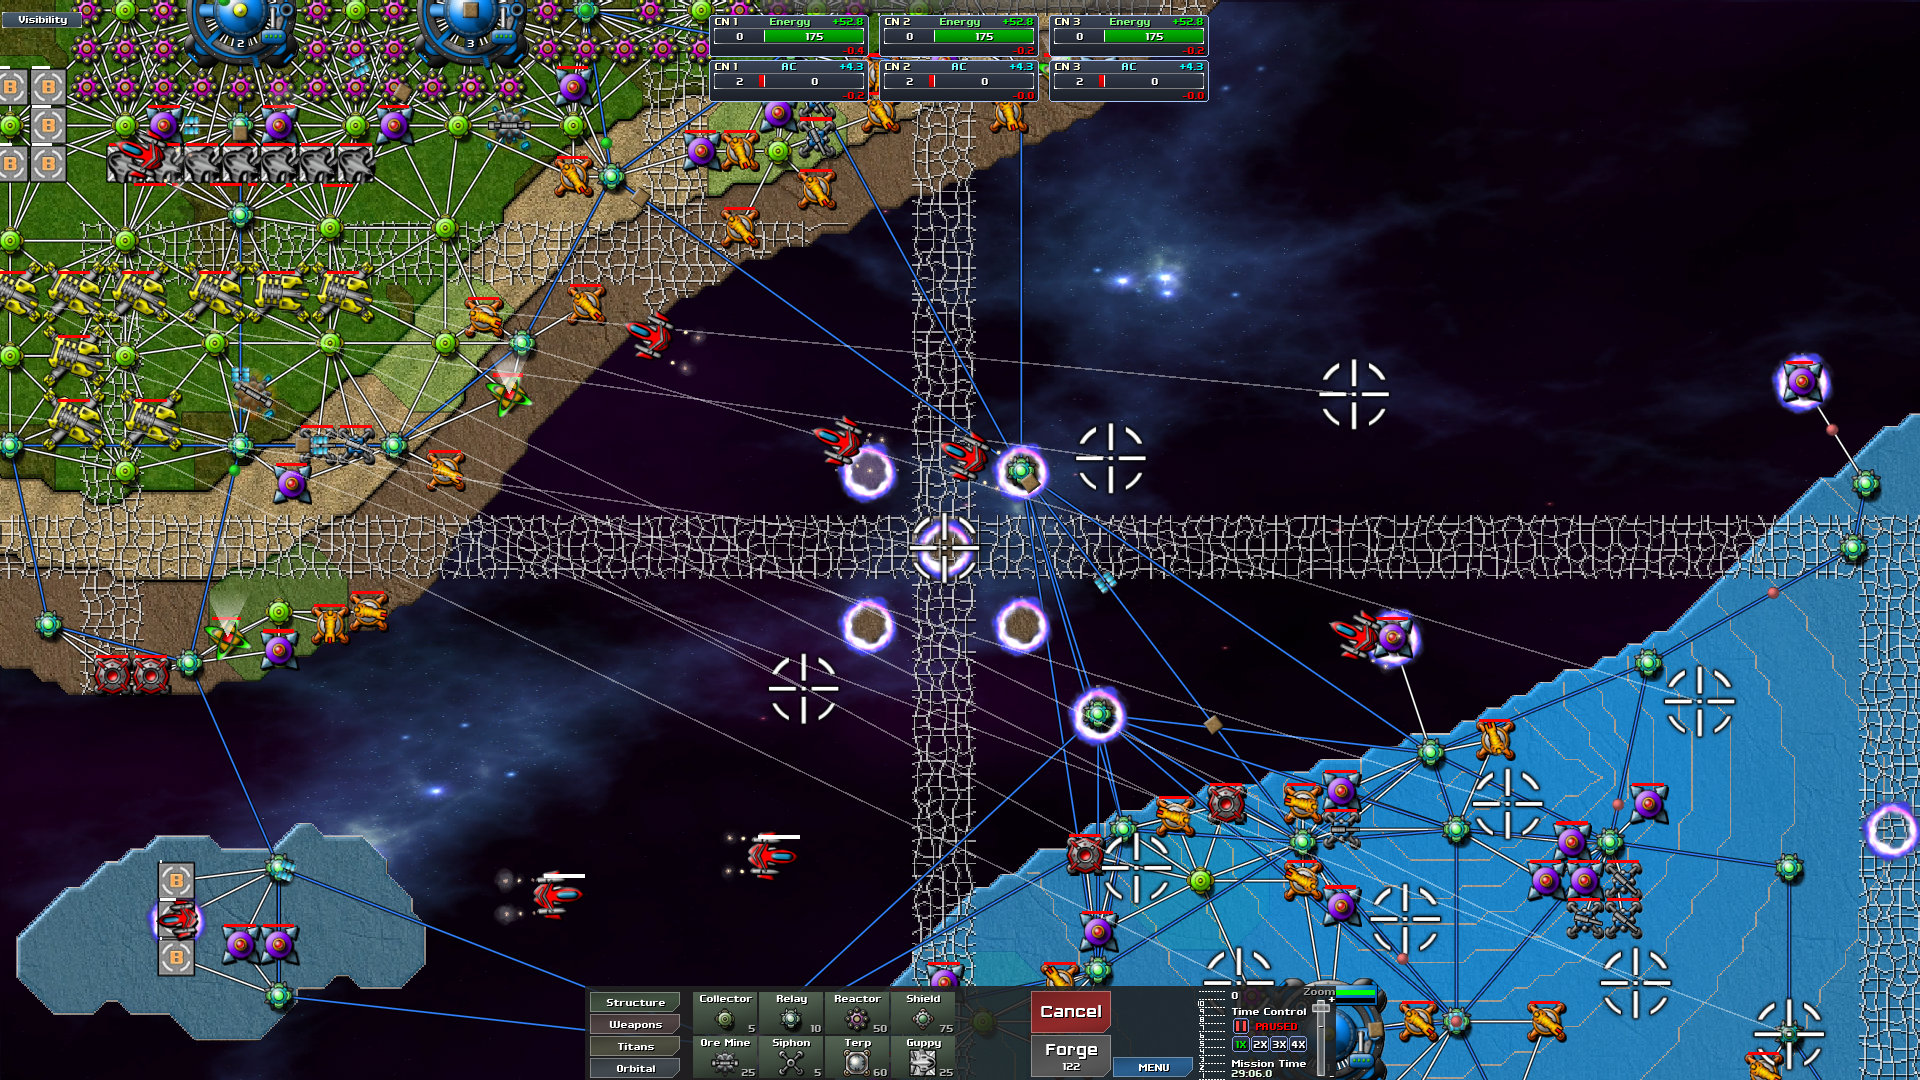 Visibility
CN 1 Energy +52.8
0 175
-0.4
CN 2 Energy +52.8
0 175
-0.2
CN 3 Energy +52.8
0 175
-0.2
CN 1 AC +4.3
2 0
-0.2
CN 2 AC +4.3
2 0
-0.0
CN 3 AC +4.3
2 0
-0.0
2
3
B
B
B
B
B
B
B
Structure
Weapons
Titans
Orbital
Collector
5
Relay
10
Reactor
50
Shield
75
Ore Mine
25
Siphon
5
Terp
60
Guppy
25
Cancel
Forge
122
MENU
0
Zoom
Time Control
PAUSED
1X 2X 3X 4X
Mission Time
29:06.0